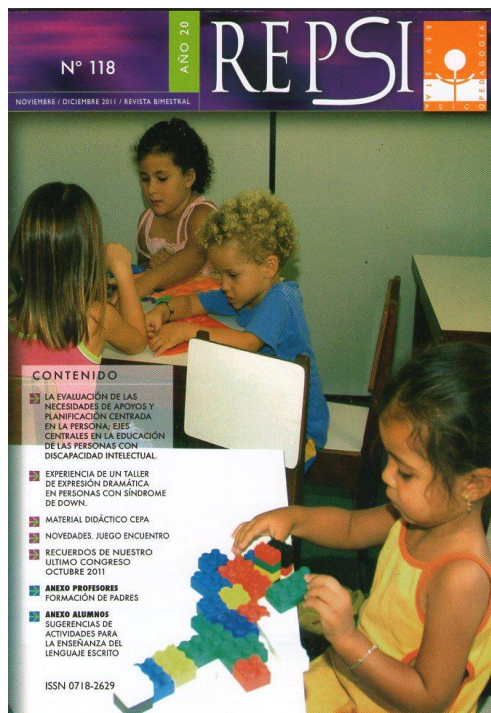 Nº 118
AÑO 20
REPSI
REVISTA
PSICOPEDAGOGÍA
NOVIEMBRE / DICIEMBRE 2011 / REVISTA BIMESTRAL
CONTENIDO
LA EVALUACIÓN DE LAS
NECESIDADES DE APOYOS Y
PLANIFICACIÓN CENTRADA
EN LA PERSONA; EJES
CENTRALES EN LA EDUCACIÓN
DE LAS PERSONAS CON
DISCAPACIDAD INTELECTUAL.
EXPERIENCIA DE UN TALLER
DE EXPRESIÓN DRAMÁTICA
EN PERSONAS CON SÍNDROME
DE DOWN.
MATERIAL DIDÁCTICO CEPA
NOVEDADES. JUEGO ENCUENTRO
RECUERDOS DE NUESTRO
ULTIMO CONGRESO
OCTUBRE 2011
ANEXO PROFESORES
FORMACIÓN DE PADRES
ANEXO ALUMNOS
SUGERENCIAS DE
ACTIVIDADES PARA
LA ENSEÑANZA DEL
LENGUAJE ESCRITO
ISSN 0718-2629